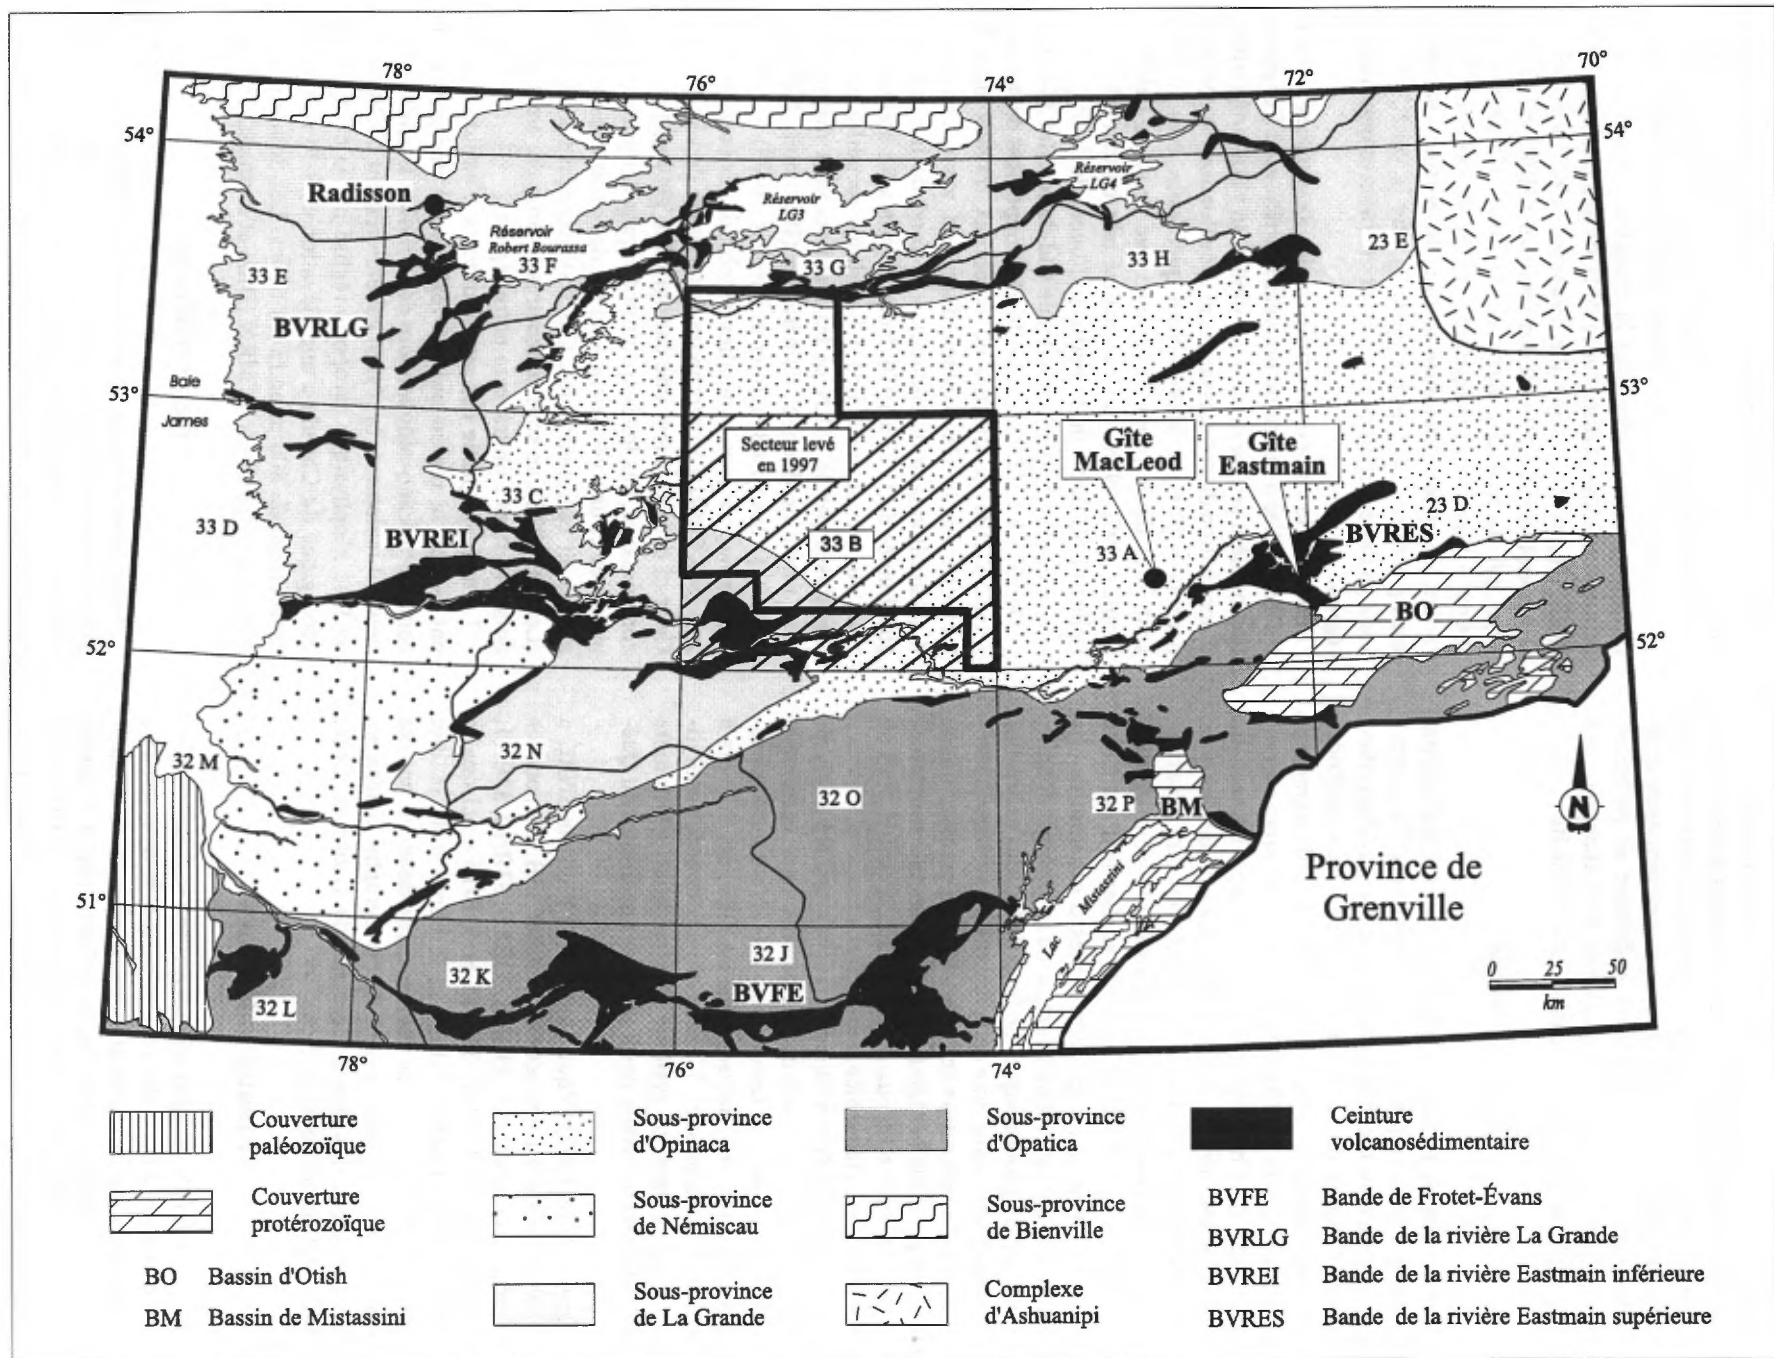 78°
76°
74°
72°
70°
54°
54°
Radisson
Réservoir
Robert Bourassa
33 F
Réservoir
LG3
Réservoir
LG4
33 E
33 G
33 H
23 E
BVRLG
Baie
James
53°
53°
Secteur levé
en 1997
Gîte
MacLeod
Gîte
Eastmain
33 C
33 D
BVREI
33 B
33 A
BVRES
23 D
BO
52°
52°
32 M
32 N
32 O
32 P
BM
N
Lac Mistassini
Province de
Grenville
51°
32 K
32 J
BVFE
32 L
0 25 50
km
78°
76°
74°
Couverture
paléozoïque
Sous-province
d'Opinaca
Sous-province
d'Opatica
Ceinture
volcanosédimentaire
Couverture
protérozoïque
Sous-province
de Némiscau
Sous-province
de Bienville
BVFE Bande de Frotet-Évans
BVRLG Bande de la rivière La Grande
BO Bassin d'Otish
BM Bassin de Mistassini
Sous-province
de La Grande
Complexe
d'Ashuanipi
BVREI Bande de la rivière Eastmain inférieure
BVRES Bande de la rivière Eastmain supérieure